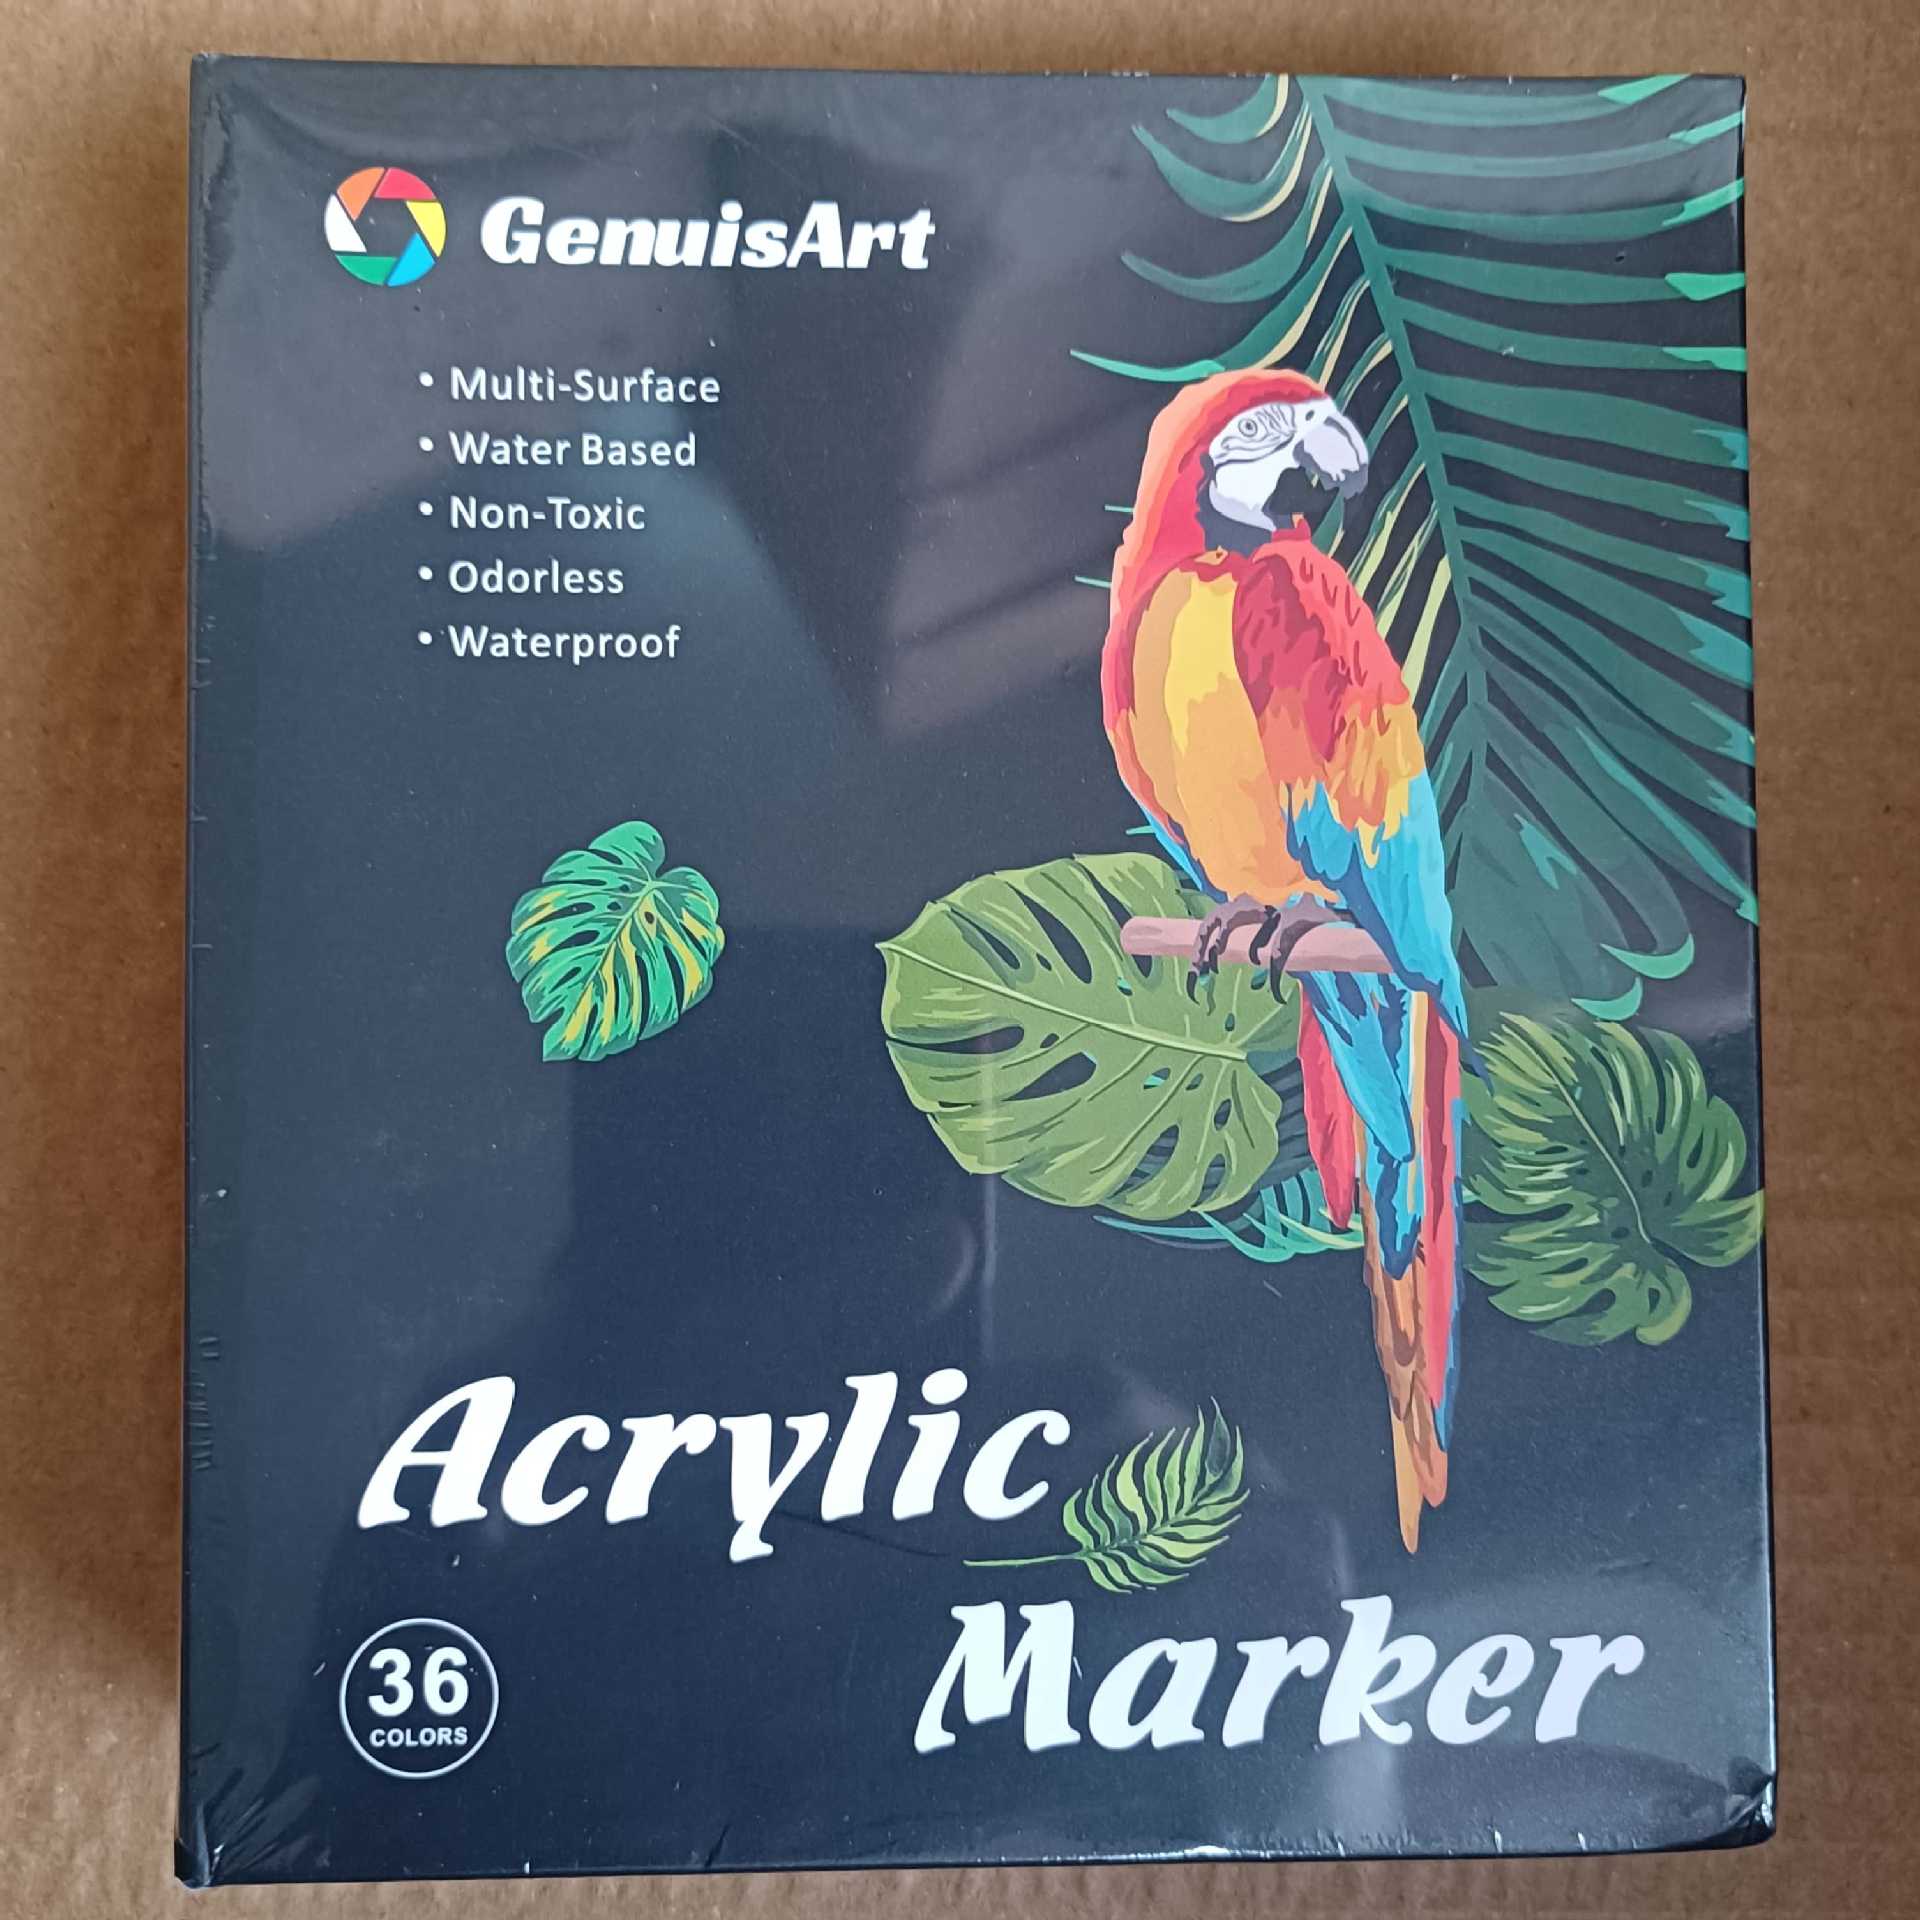 GenuisArt
• Multi-Surface
• Water Based
• Non-Toxic
• Odorless
• Waterproof
Acrylic
Marker
36
COLORS